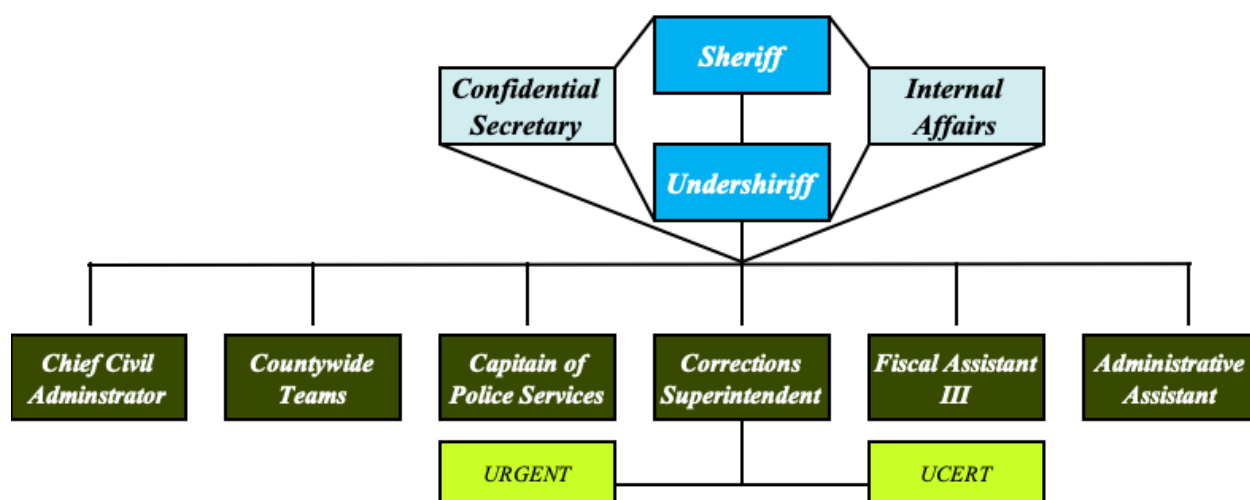 Sheriff
Confidential
Secretary
Internal
Affairs
Undershiriff
Chief Civil
Adminstrator
Countywide
Teams
Capitain of
Police Services
Corrections
Superintendent
Fiscal Assistant
III
Administrative
Assistant
URGENT
UCERT